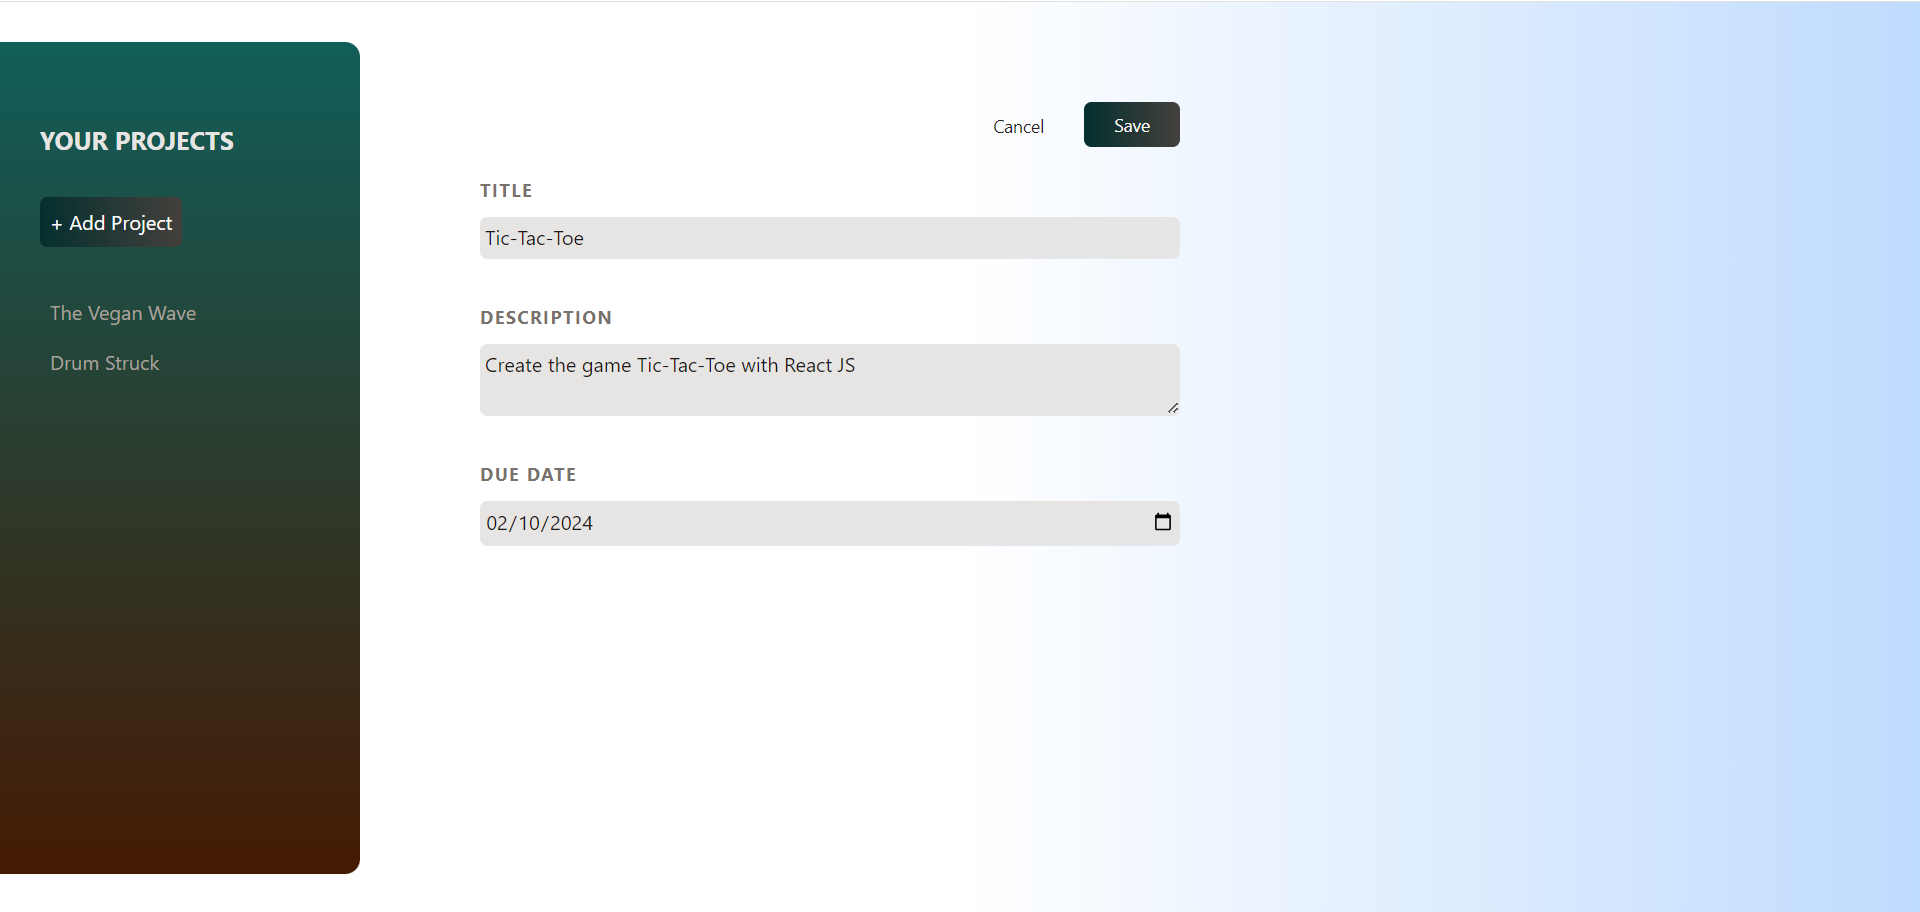 YOUR PROJECTS
+ Add Project
The Vegan Wave
Drum Struck
Cancel
Save
TITLE
Tic-Tac-Toe
DESCRIPTION
Create the game Tic-Tac-Toe with React JS
DUE DATE
02/10/2024